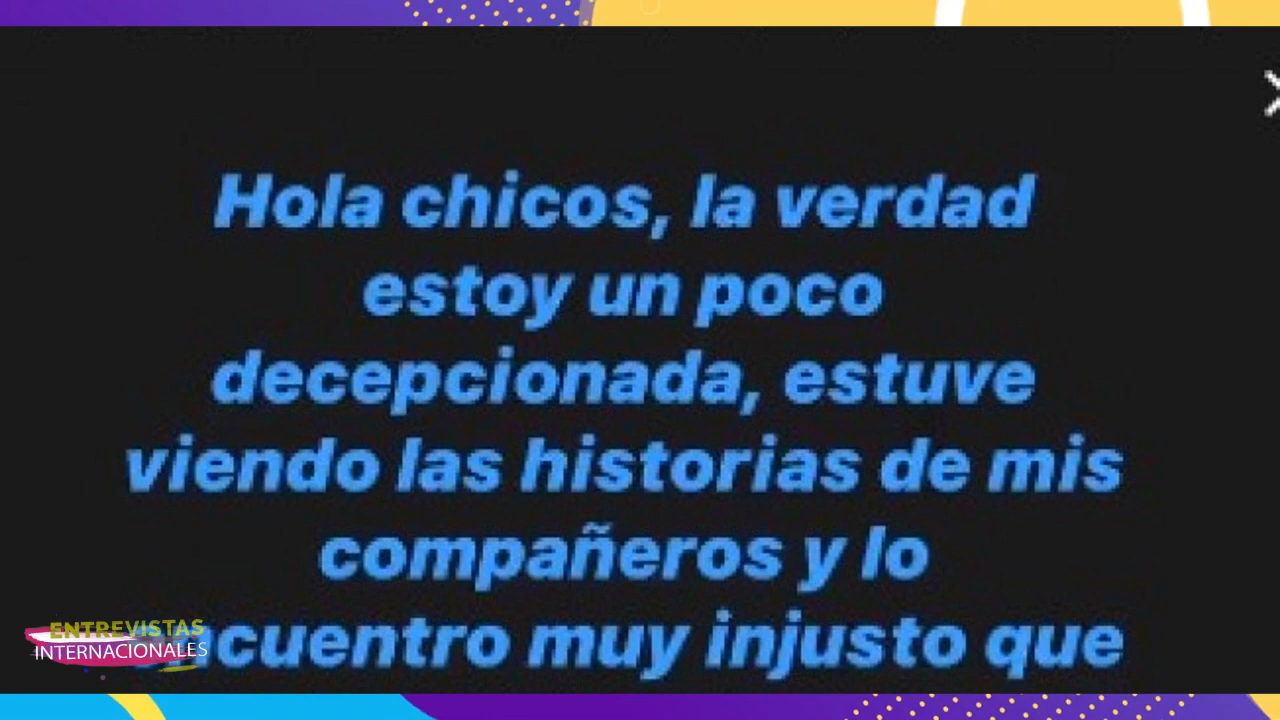 Hola chicos, la verdad
estoy un poco
decepcionada, estuve
viendo las historias de mis
compañeros y lo
ncuentro muy injusto que
ENTREVISTAS
INTERNACIONALES